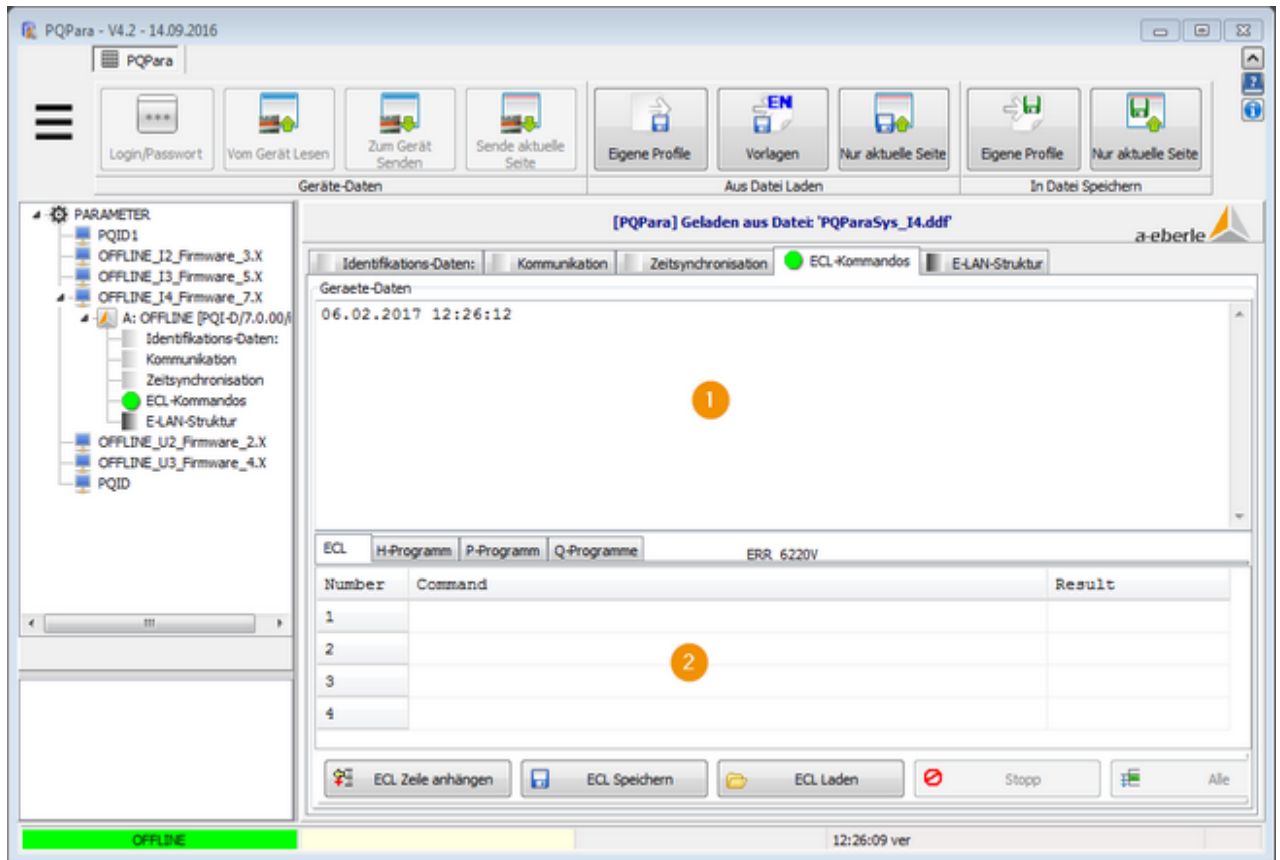 PQPara - V4.2 - 14.09.2016
PQPara
Login/Passwort
Vom Gerät Lesen
Zum Gerät Senden
Sende aktuelle Seite
Eigene Profile
EN
Vorlagen
Nur aktuelle Seite
Eigene Profile
Nur aktuelle Seite
Geräte-Daten
Aus Datei Laden
In Datei Speichern
PARAMETER
PQID1
OFFLINE_I2_Firmware_3.X
OFFLINE_I3_Firmware_5.X
OFFLINE_I4_Firmware_7.X
A: OFFLINE [PQI-D/7.0.00/i
Identifikations-Daten:
Kommunikation
Zeitsynchronisation
ECL-Kommandos
E-LAN-Struktur
OFFLINE_U2_Firmware_2.X
OFFLINE_U3_Firmware_4.X
PQID
[PQPara] Geladen aus Datei: 'PQParaSys_I4.ddf'
a-eberle
Identifikations-Daten: Kommunikation Zeitsynchronisation ECL-Kommandos E-LAN-Struktur
Geraete-Daten
06.02.2017 12:26:12
1
ECL H-Programm P-Programm Q-Programme ERR 6220V
Number Command Result
1
2
2
3
4
ECL Zeile anhängen ECL Speichern ECL Laden Stopp Alle
OFFLINE 12:26:09 ver